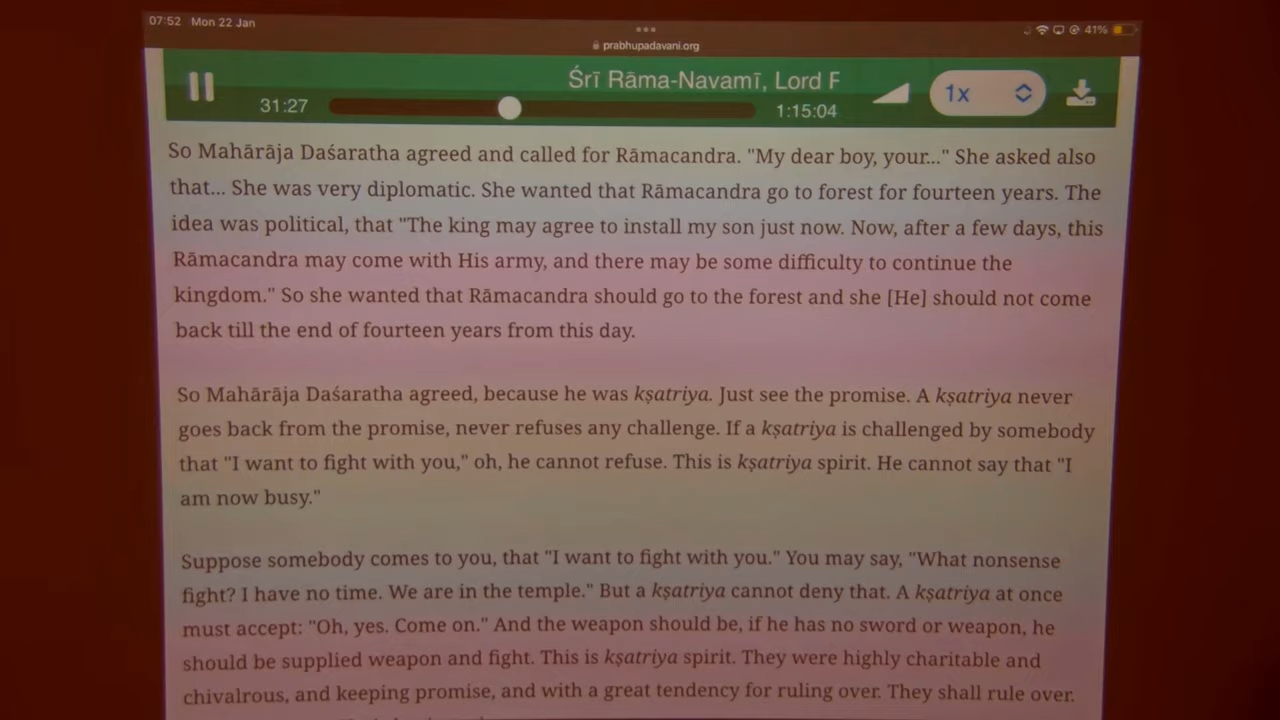 07:52 Mon 22 Jan
41%
prabhupadavani.org
Śrī Rāma-Navamī, Lord
31:27
1:15:04
1x
So Mahārāja Daśaratha agreed and called for Rāmacandra. "My dear boy, your..." She asked also
that... She was very diplomatic. She wanted that Rāmacandra go to forest for fourteen years. The
idea was political, that "The king may agree to install my son just now. Now, after a few days, this
Rāmacandra may come with His army, and there may be some difficulty to continue the
kingdom." So she wanted that Rāmacandra should go to the forest and she [He] should not come
back till the end of fourteen years from this day.
So Mahārāja Daśaratha agreed, because he was kṣatriya. Just see the promise. A kṣatriya never
goes back from the promise, never refuses any challenge. If a kṣatriya is challenged by somebody
that "I want to fight with you," oh, he cannot refuse. This is kṣatriya spirit. He cannot say that "I
am now busy."
Suppose somebody comes to you, that "I want to fight with you." You may say, "What nonsense
fight? I have no time. We are in the temple." But a kṣatriya cannot deny that. A kṣatriya at once
must accept: "Oh, yes. Come on." And the weapon should be, if he has no sword or weapon, he
should be supplied weapon and fight. This is kṣatriya spirit. They were highly charitable and
chivalrous, and keeping promise, and with a great tendency for ruling over. They shall rule over.